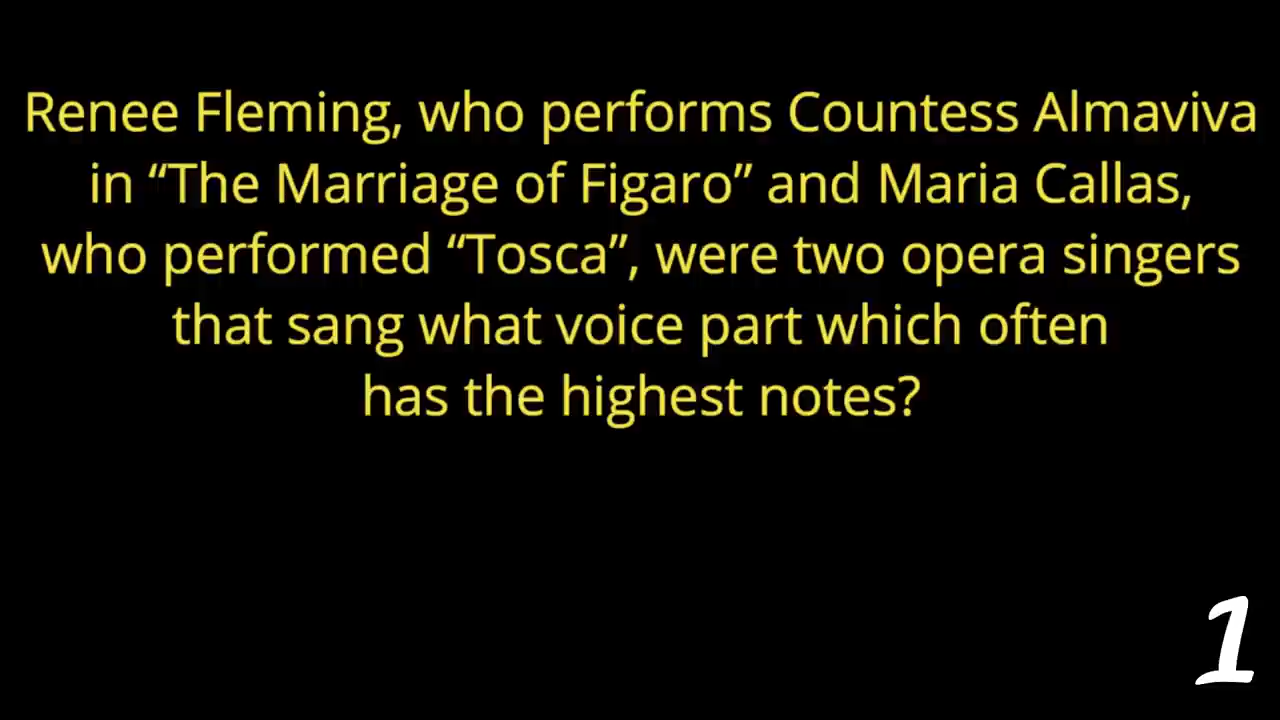 Renee Fleming, who performs Countess Almaviva
in “The Marriage of Figaro” and Maria Callas,
who performed “Tosca”, were two opera singers
that sang what voice part which often
has the highest notes?
1